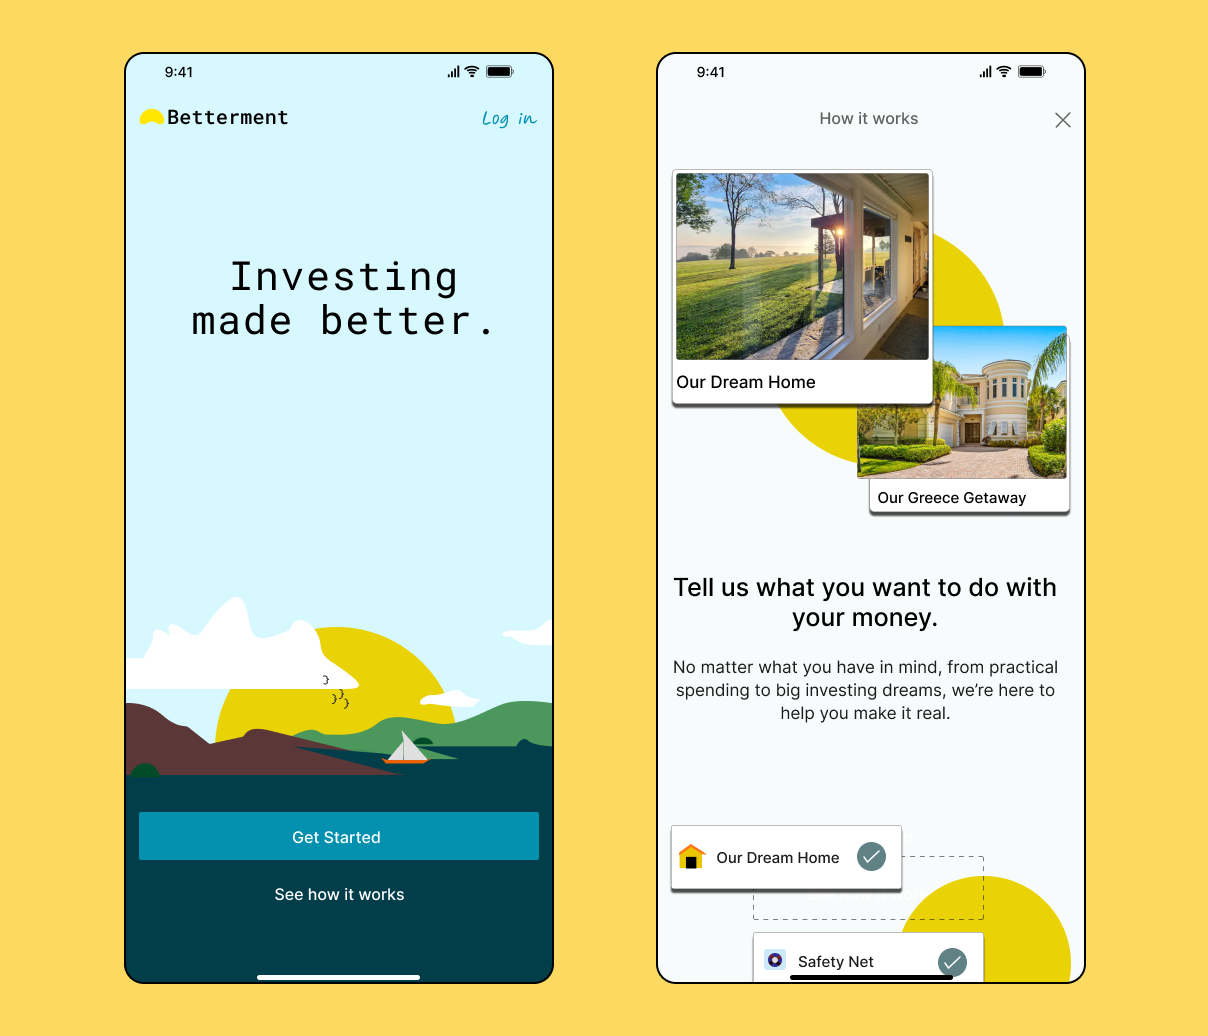 9:41
Betterment
Log in
Investing
made better.
Get Started
See how it works
9:41
How it works
Our Dream Home
Our Greece Getaway
Tell us what you want to do with
your money.
No matter what you have in mind, from practical
spending to big investing dreams, we’re here to
help you make it real.
Our Dream Home
Safety Net